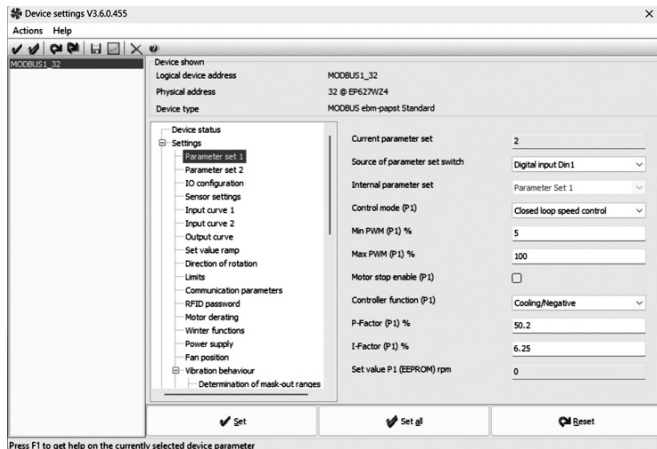 Device settings V3.6.0.455
Actions Help
MODBUS1_32
Device shown
Logical device address MODBUS1_32
Physical address 32 @ EP627WZ4
Device type MODBUS ebm-papst Standard
Device status
Settings
Parameter set 1
Parameter set 2
IO configuration
Sensor settings
Input curve 1
Input curve 2
Output curve
Set value ramp
Direction of rotation
Limits
Communication parameters
RFID password
Motor derating
Winter functions
Power supply
Fan position
Vibration behaviour
Determination of mask-out ranges
Current parameter set 2
Source of parameter set switch Digital input Din1
Internal parameter set Parameter Set 1
Control mode (P1) Closed loop speed control
Min PWM (P1) % 5
Max PWM (P1) % 100
Motor stop enable (P1)
Controller function (P1) Cooling/Negative
P-Factor (P1) % 50.2
I-Factor (P1) % 6.25
Set value P1 (EEPROM) rpm 0
Set Set all Reset
Press F1 to get help on the currently selected device parameter